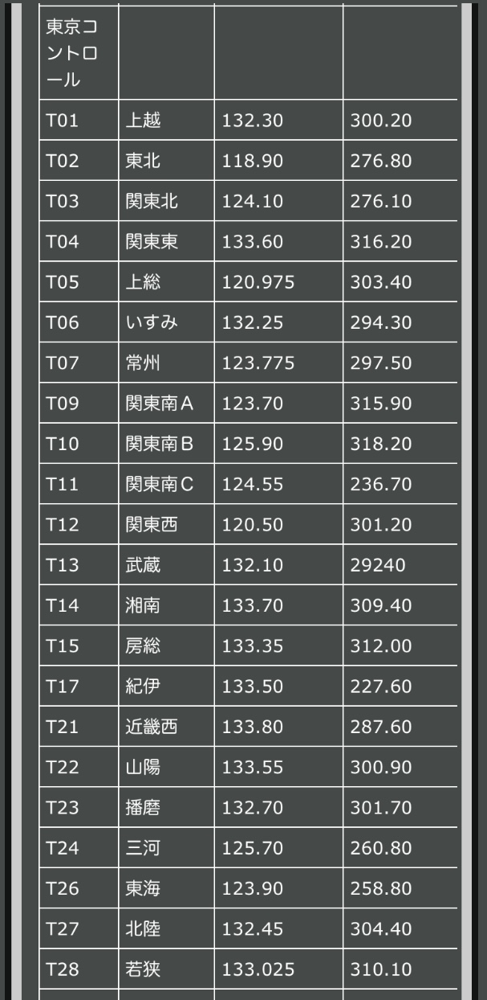 東京コ
ントロ
ール
T01 上越 132.30 300.20
T02 東北 118.90 276.80
T03 関東北 124.10 276.10
T04 関東東 133.60 316.20
T05 上総 120.975 303.40
T06 いすみ 132.25 294.30
T07 常州 123.775 297.50
T09 関東南A 123.70 315.90
T10 関東南B 125.90 318.20
T11 関東南C 124.55 236.70
T12 関東西 120.50 301.20
T13 武蔵 132.10 29240
T14 湘南 133.70 309.40
T15 房総 133.35 312.00
T17 紀伊 133.50 227.60
T21 近畿西 133.80 287.60
T22 山陽 133.55 300.90
T23 播磨 132.70 301.70
T24 三河 125.70 260.80
T26 東海 123.90 258.80
T27 北陸 132.45 304.40
T28 若狭 133.025 310.10